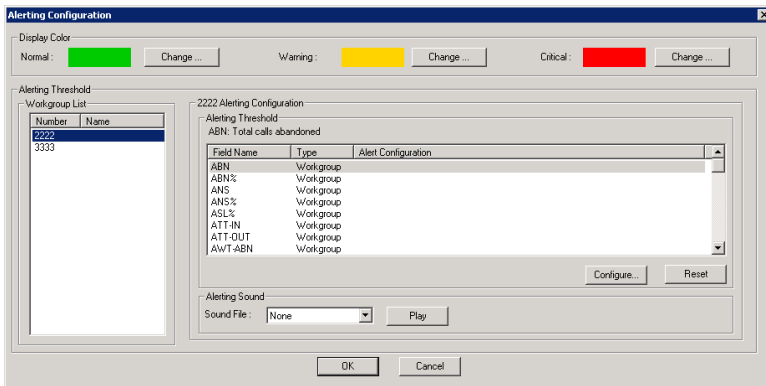 Alerting Configuration
Display Color
Normal : Change ... Warning : Change ... Critical : Change ...
Alerting Threshold
Workgroup List
Number Name
2222
3333
2222 Alerting Configuration
Alerting Threshold
ABN: Total calls abandoned
Field Name Type Alert Configuration
ABN Workgroup
ABN% Workgroup
ANS Workgroup
ANS% Workgroup
ASL% Workgroup
ATT-IN Workgroup
ATT-OUT Workgroup
AWT-ABN Workgroup
Configure... Reset
Alerting Sound
Sound File : None Play
OK Cancel